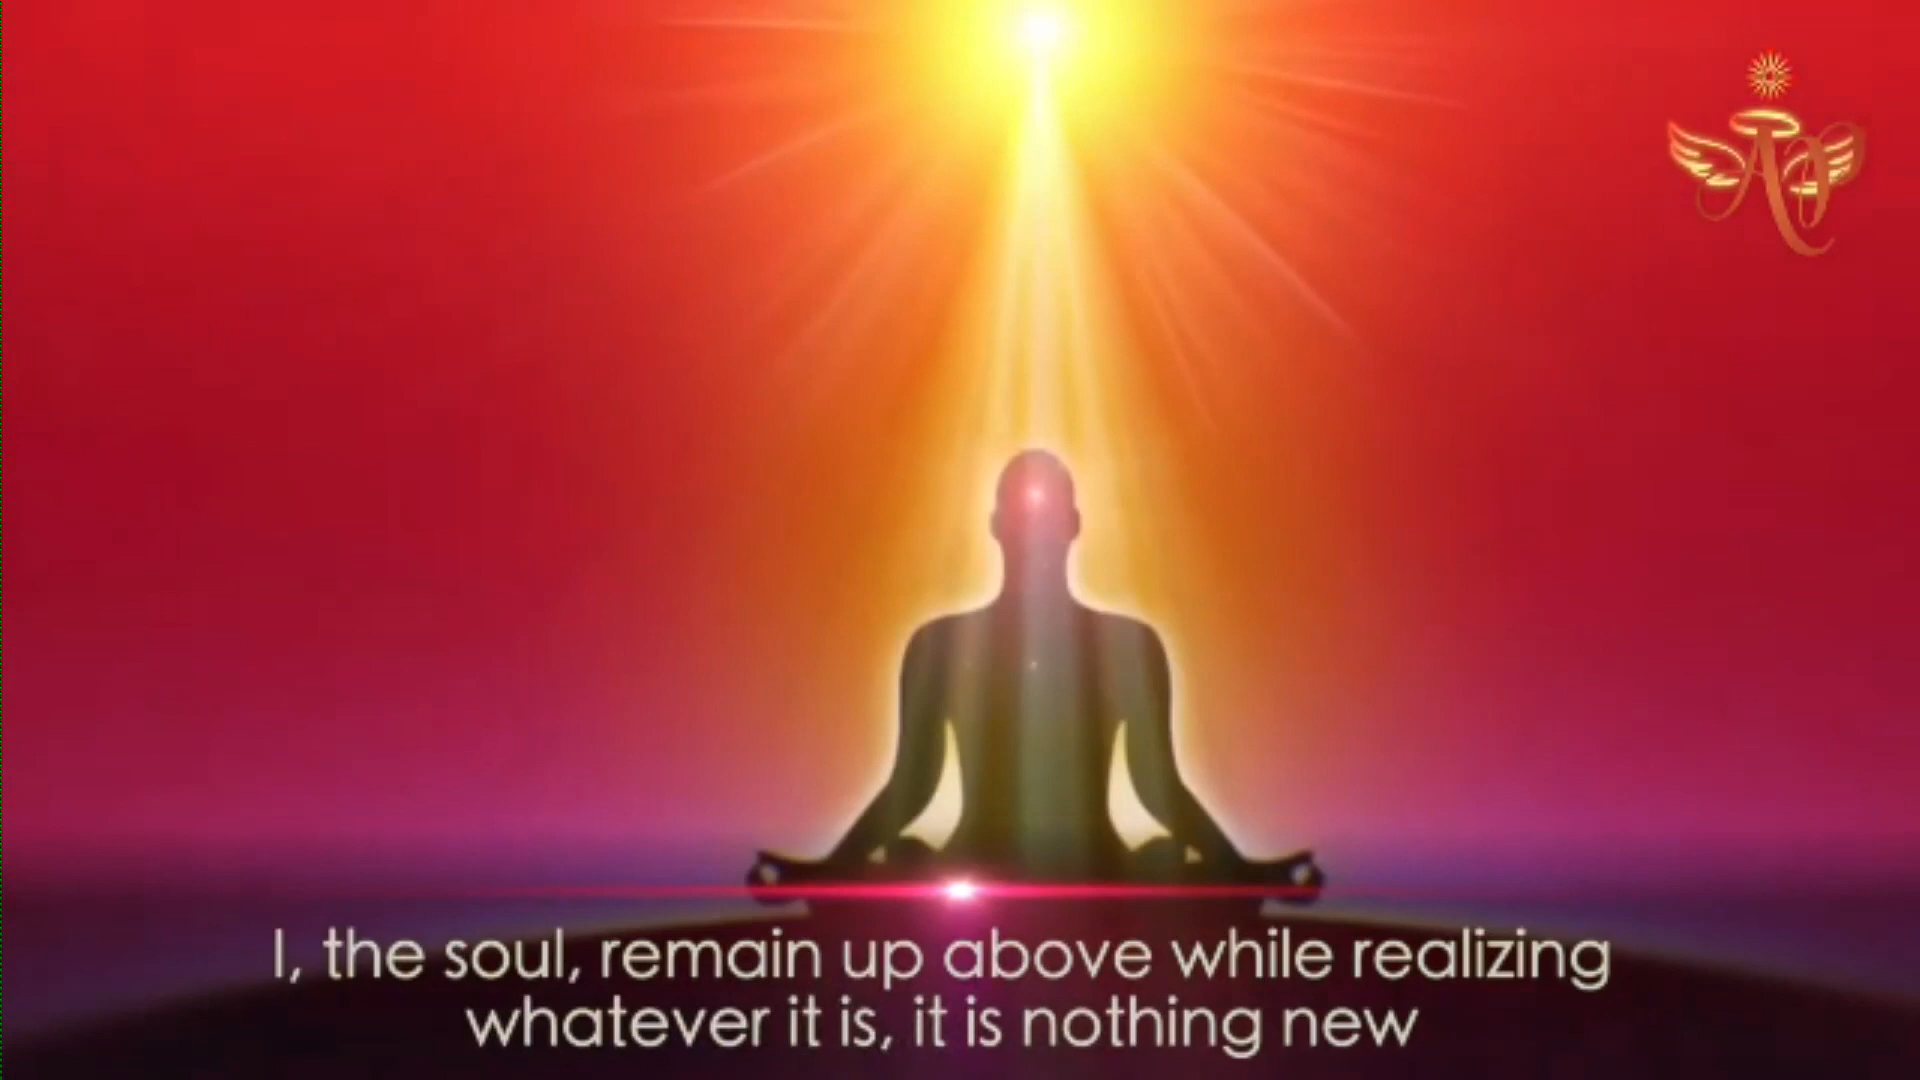 I, the soul, remain up above while realizing
whatever it is, it is nothing new